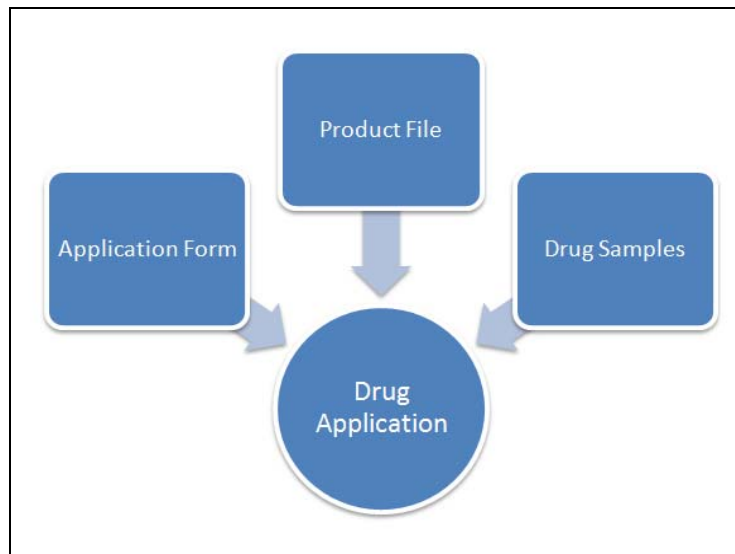 Product File
Application Form
Drug Samples
Drug
Application